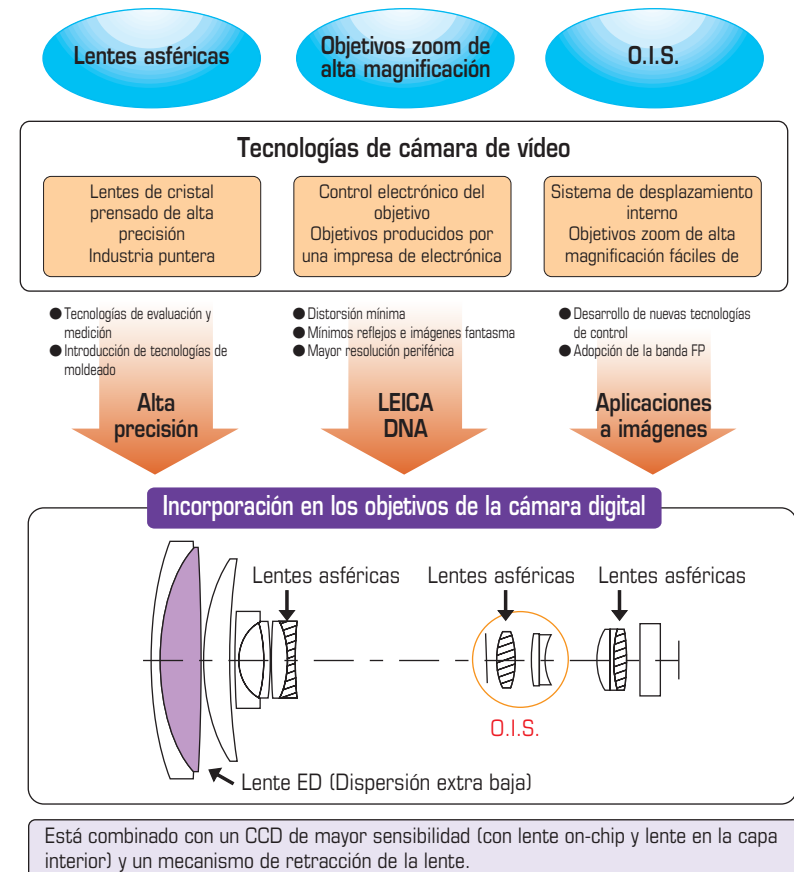 Lentes asféricas
Objetivos zoom de
alta magnificación
O.I.S.
Tecnologías de cámara de vídeo
Lentes de cristal
prensado de alta
precisión
Industria puntera
Control electrónico del
objetivo
Objetivos producidos por
una impresa de electrónica
Sistema de desplazamiento
interno
Objetivos zoom de alta
magnificación fáciles de
● Tecnologías de evaluación y
medición
● Introducción de tecnologías de
moldeado
● Distorsión mínima
● Mínimos reflejos e imágenes fantasma
● Mayor resolución periférica
● Desarrollo de nuevas tecnologías
de control
● Adopción de la banda FP
Alta
precisión
LEICA
DNA
Aplicaciones
a imágenes
Incorporación en los objetivos de la cámara digital
Lentes asféricas
Lentes asféricas
Lentes asféricas
O.I.S.
Lente ED (Dispersión extra baja)
Está combinado con un CCD de mayor sensibilidad (con lente on-chip y lente en la capa
interior) y un mecanismo de retracción de la lente.